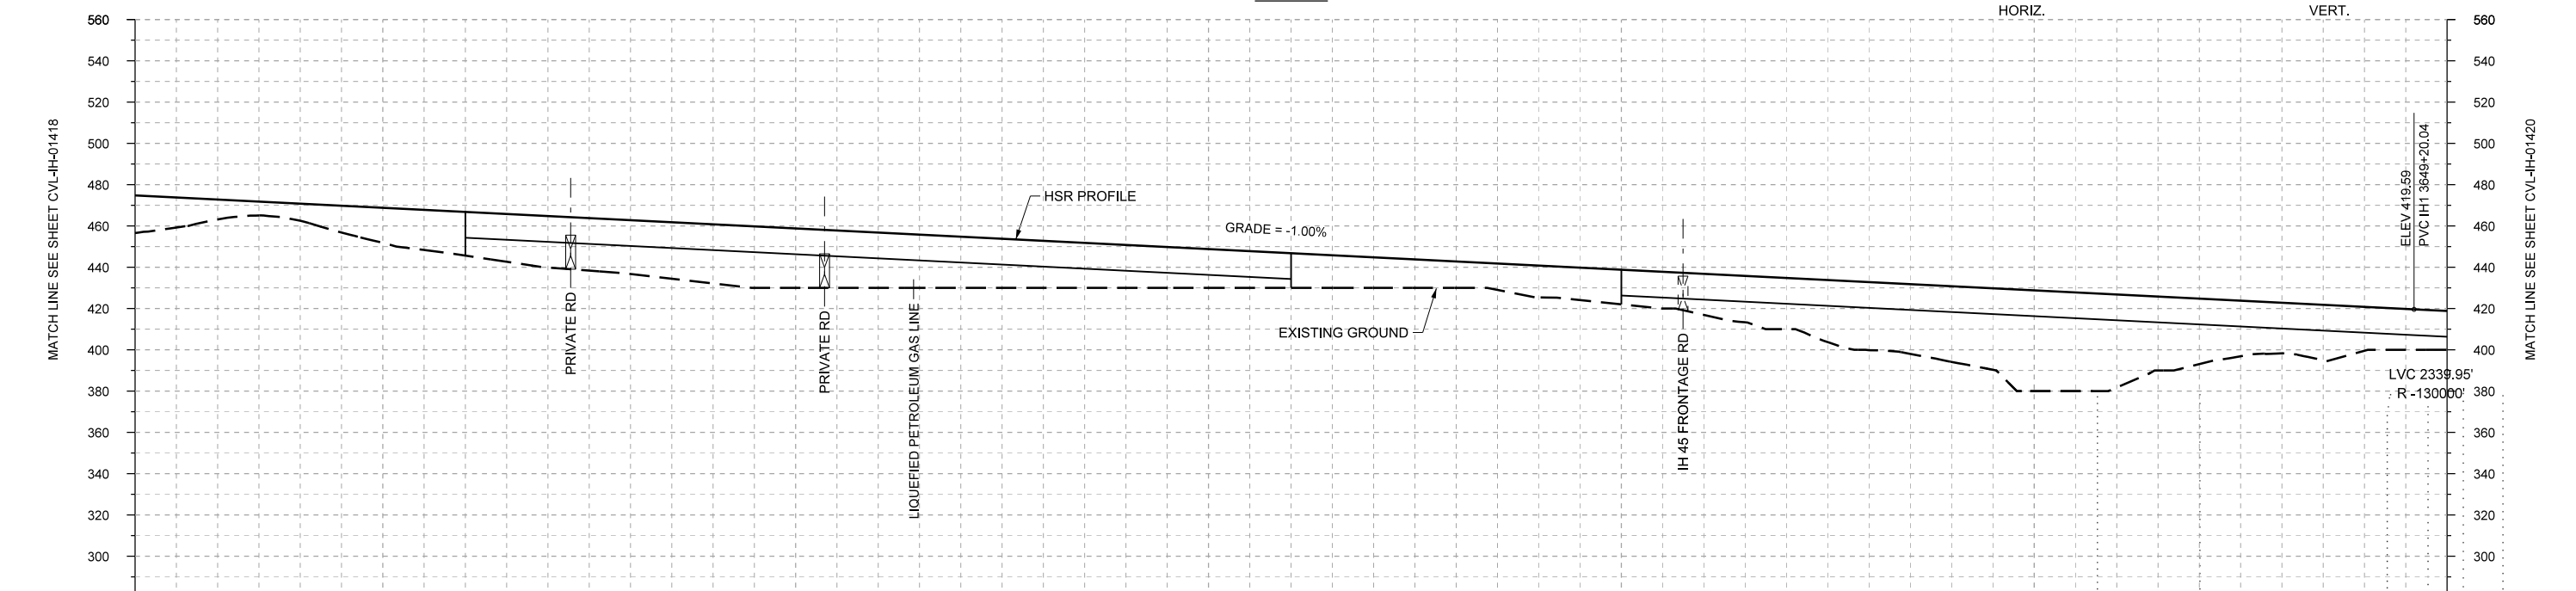 HORIZ.
VERT.
560
540
520
500
480
460
440
420
400
380
360
340
320
300
MATCH LINE SEE SHEET CVL-IH-01418
PRIVATE RD
PRIVATE RD
LIQUEFIED PETROLEUM GAS LINE
HSR PROFILE
GRADE = -1.00%
EXISTING GROUND
IH 45 FRONTAGE RD
ELEV 419.59
PVC IH1 3649+20.04
LVC 2339.95'
R -130000'
560
540
520
500
480
460
440
420
400
380
360
340
320
300
MATCH LINE SEE SHEET CVL-IH-01420